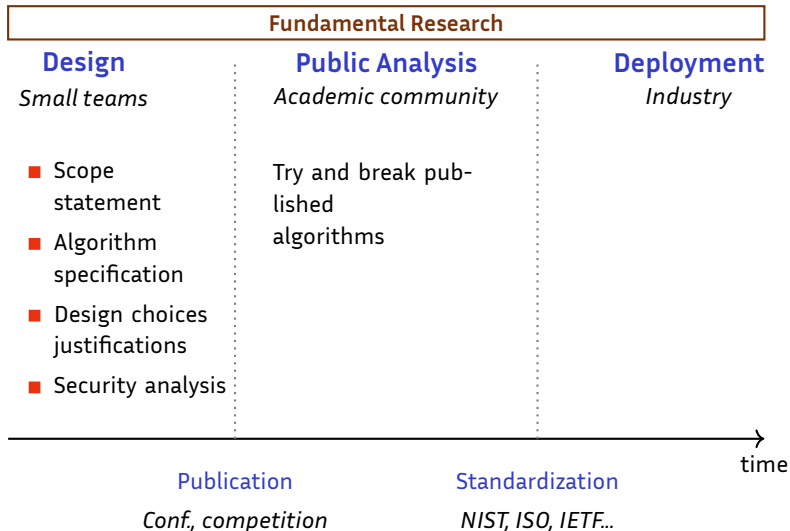 Fundamental Research
Design
Small teams
Public Analysis
Academic community
Deployment
Industry
Scope
statement
Algorithm
specification
Design choices
justifications
Security analysis
Try and break pub-
lished
algorithms
time
Publication
Conf., competition
Standardization
NIST, ISO, IETF...